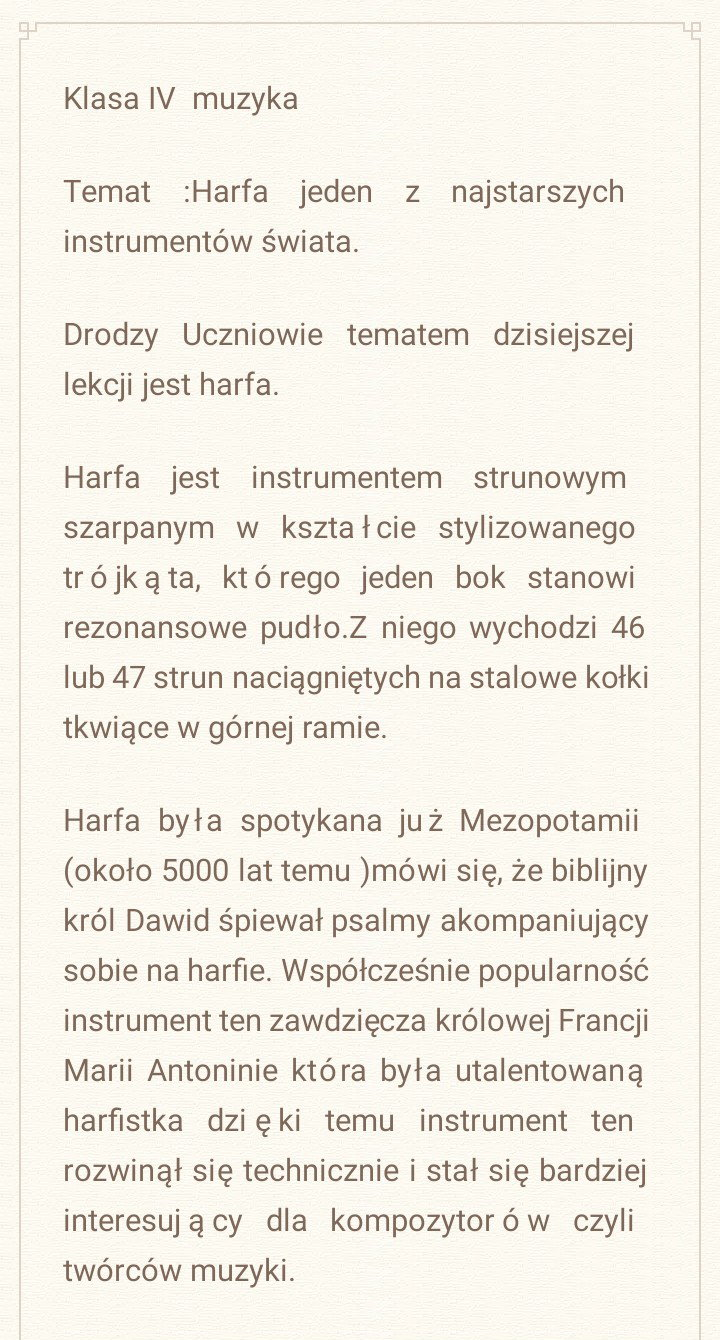 Klasa IV muzyka
Temat :Harfa jeden z najstarszych
instrumentów świata.
Drodzy Uczniowie tematem dzisiejszej
lekcji jest harfa.
Harfa jest instrumentem strunowym
szarpanym w kształcie stylizowanego
trójkąta, którego jeden bok stanowi
rezonansowe pudło.Z niego wychodzi 46
lub 47 strun naciągniętych na stalowe kołki
tkwiące w górnej ramie.
Harfa była spotykana już Mezopotamii
(około 5000 lat temu )mówi się, że biblijny
król Dawid śpiewał psalmy akompaniujący
sobie na harfie. Współcześnie popularność
instrument ten zawdzięcza królowej Francji
Marii Antoninie która była utalentowaną
harfistka dzięki temu instrument ten
rozwinął się technicznie i stał się bardziej
interesujący dla kompozytorów czyli
twórców muzyki.